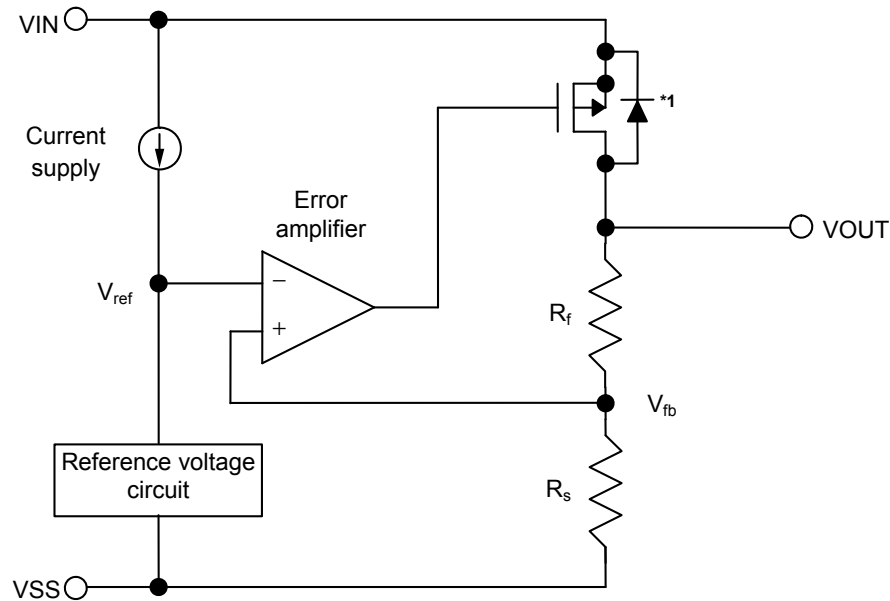 VIN
*1
Current
supply
Error
amplifier
VOUT
Vref
−
+
Rf
Vfb
Reference voltage
circuit
Rs
VSS